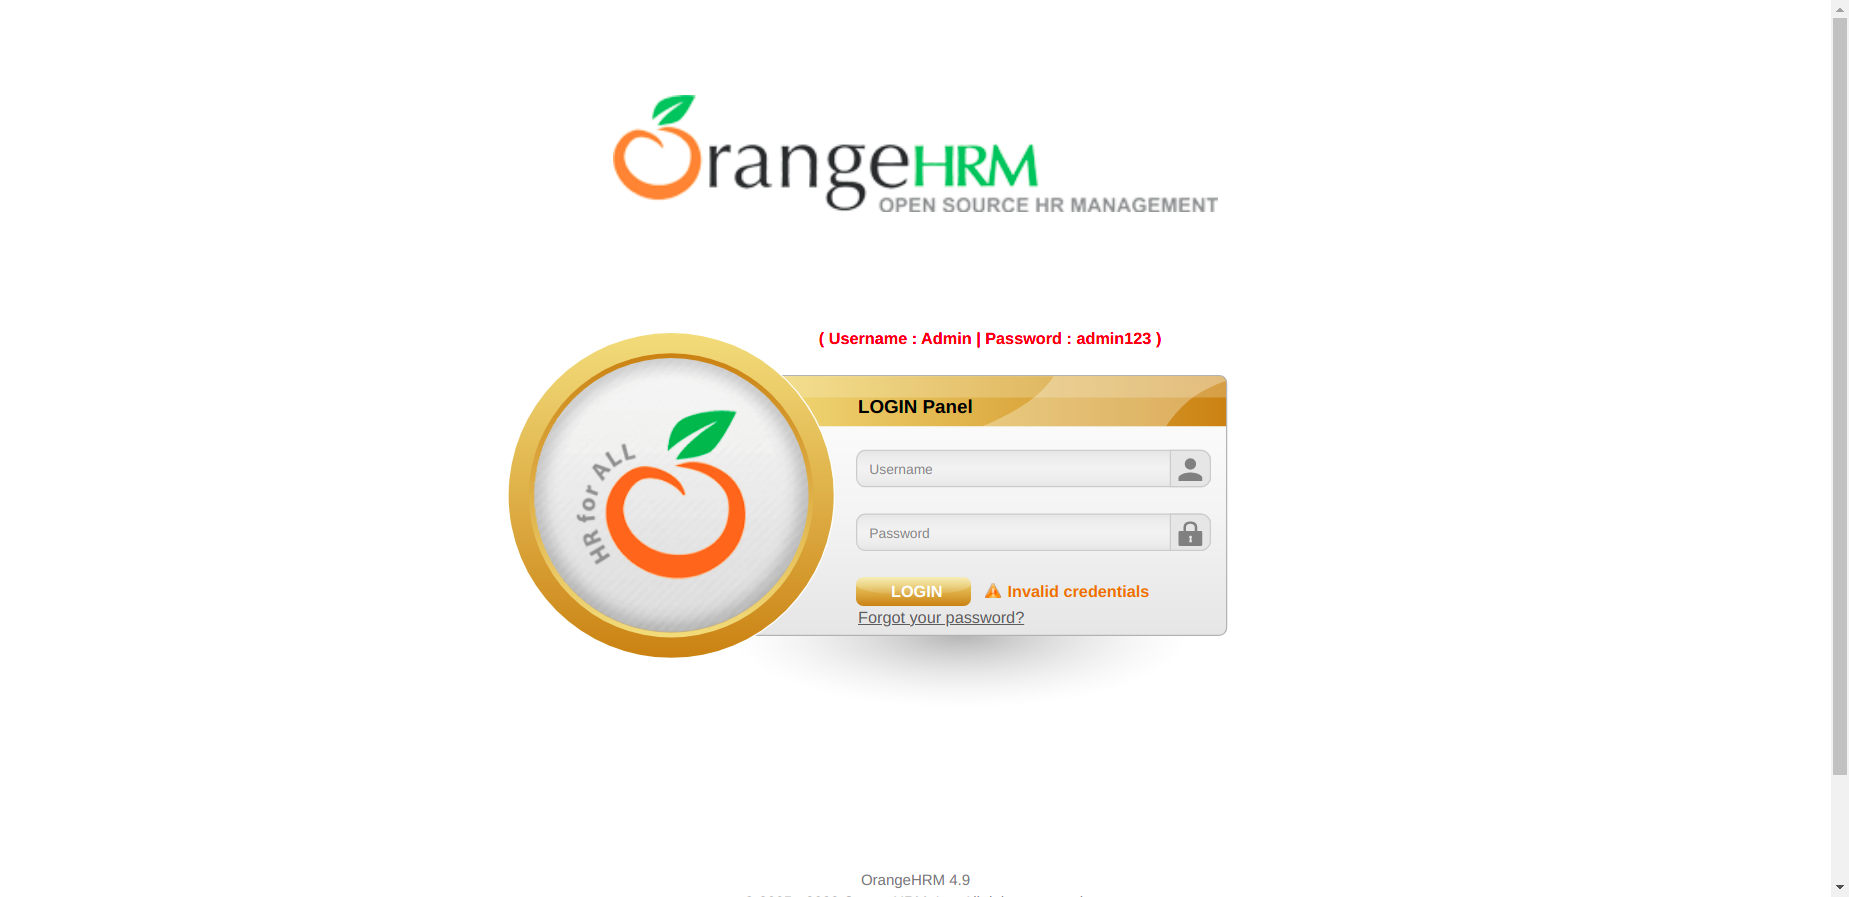 OrangeHRM
OPEN SOURCE HR MANAGEMENT
( Username : Admin | Password : admin123 )
HR for ALL
LOGIN Panel
Username
Password
LOGIN
Invalid credentials
Forgot your password?
OrangeHRM 4.9